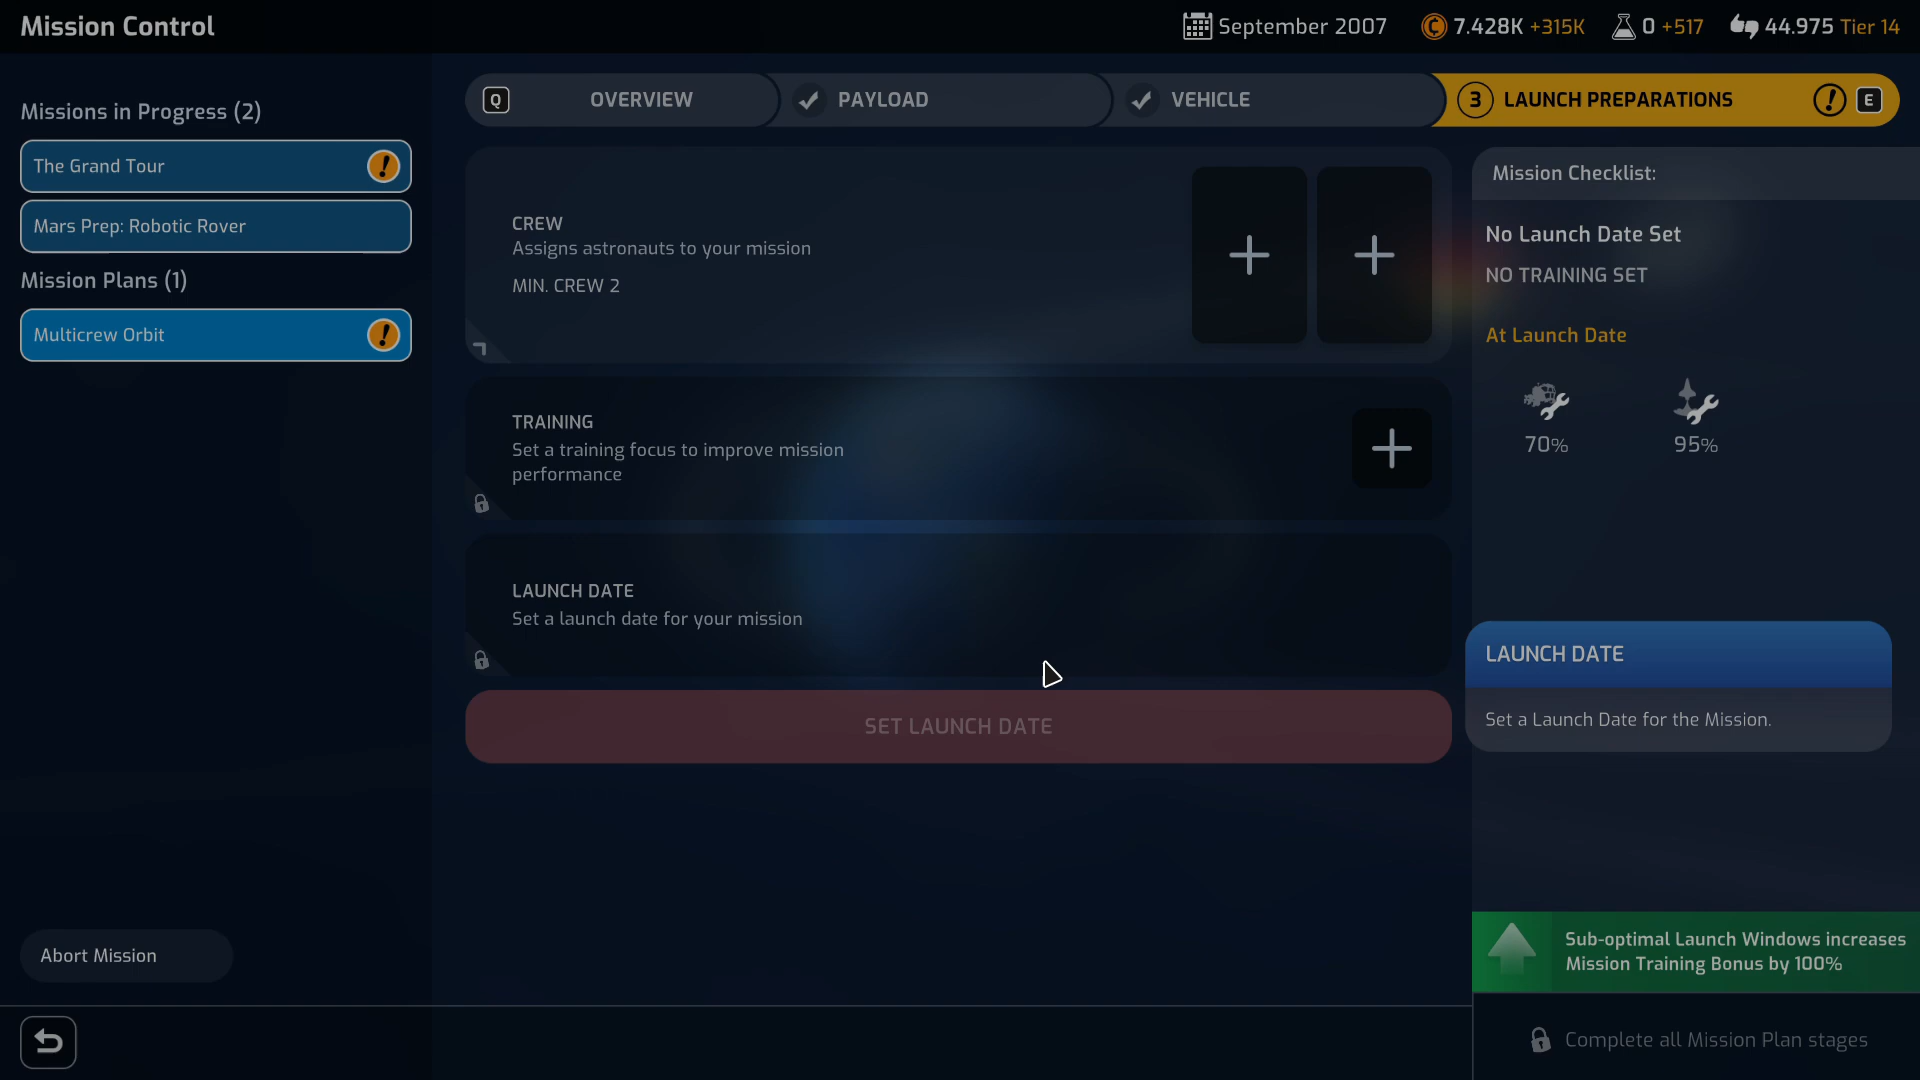 Mission Control
September 2007
7.428K +315K
0 +517
44.975 Tier 14
Missions in Progress (2)
The Grand Tour
Mars Prep: Robotic Rover
Mission Plans (1)
Multicrew Orbit
Abort Mission
Q
OVERVIEW
PAYLOAD
VEHICLE
3 LAUNCH PREPARATIONS
! E
CREW
Assigns astronauts to your mission
MIN. CREW 2
TRAINING
Set a training focus to improve mission
performance
LAUNCH DATE
Set a launch date for your mission
SET LAUNCH DATE
Mission Checklist:
No Launch Date Set
NO TRAINING SET
At Launch Date
70%
95%
LAUNCH DATE
Set a Launch Date for the Mission.
Sub-optimal Launch Windows increases
Mission Training Bonus by 100%
Complete all Mission Plan stages